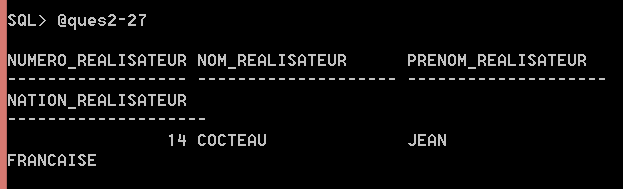 SQL> @ques2-27
NUMERO_REALISATEUR NOM_REALISATEUR      PRENOM_REALISATEUR
------------------ -------------------- --------------------
NATION_REALISATEUR
--------------------
                14 COCTEAU              JEAN
FRANCAISE